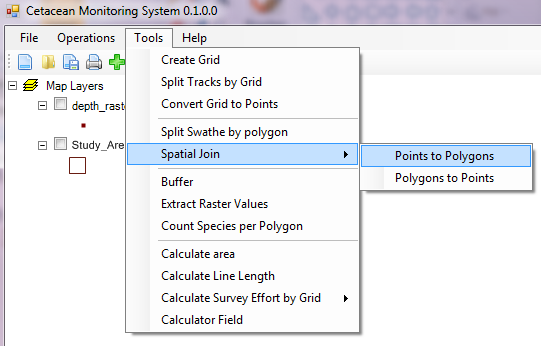 Cetacean Monitoring System 0.1.0.0
File Operations Tools Help
Create Grid
Split Tracks by Grid
Convert Grid to Points
Split Swathe by polygon
Spatial Join
Buffer
Extract Raster Values
Count Species per Polygon
Calculate area
Calculate Line Length
Calculate Survey Effort by Grid
Calculator Field
Points to Polygons
Polygons to Points
Map Layers
depth_raste
Study_Are